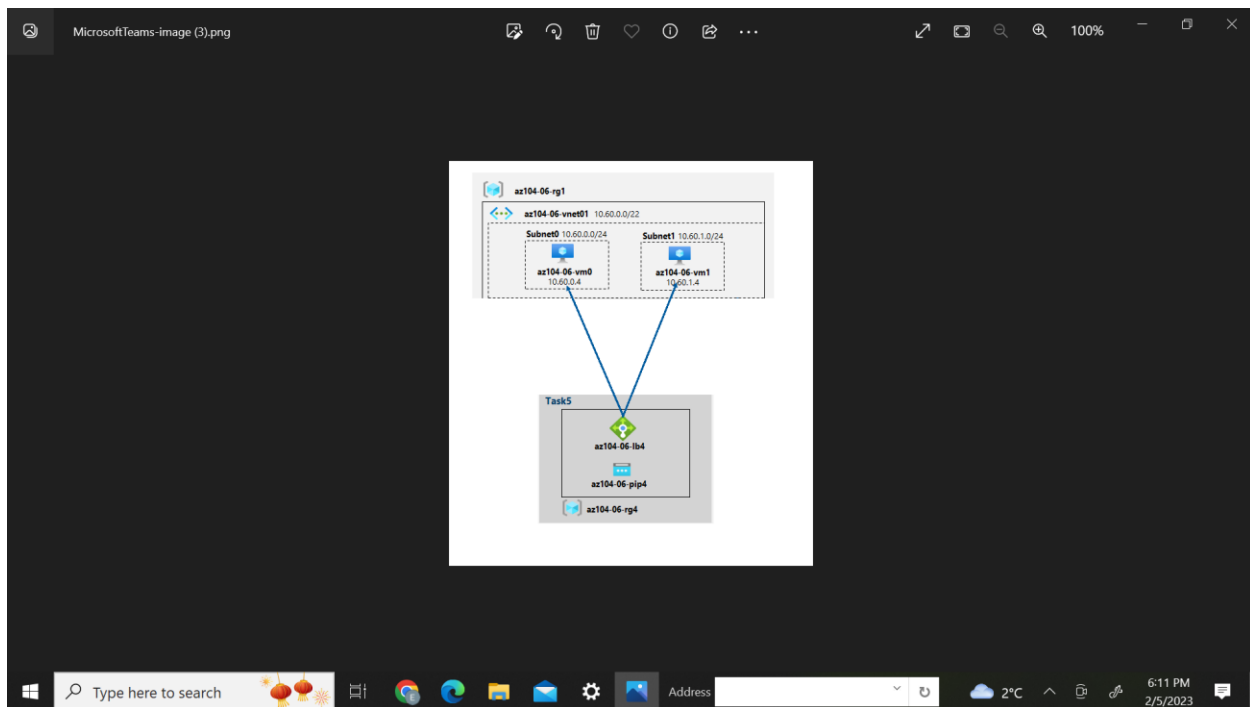 MicrosoftTeams-image (3).png
100%
az104-06-rg1
az104-06-vnet01 10.60.0.0/22
Subnet0 10.60.0.0/24
Subnet1 10.60.1.0/24
az104-06-vm0
10.60.0.4
az104-06-vm1
10.60.1.4
Task5
az104-06-lb4
az104-06-pip4
az104-06-rg4
Type here to search
Address
2°C
6:11 PM
2/5/2023